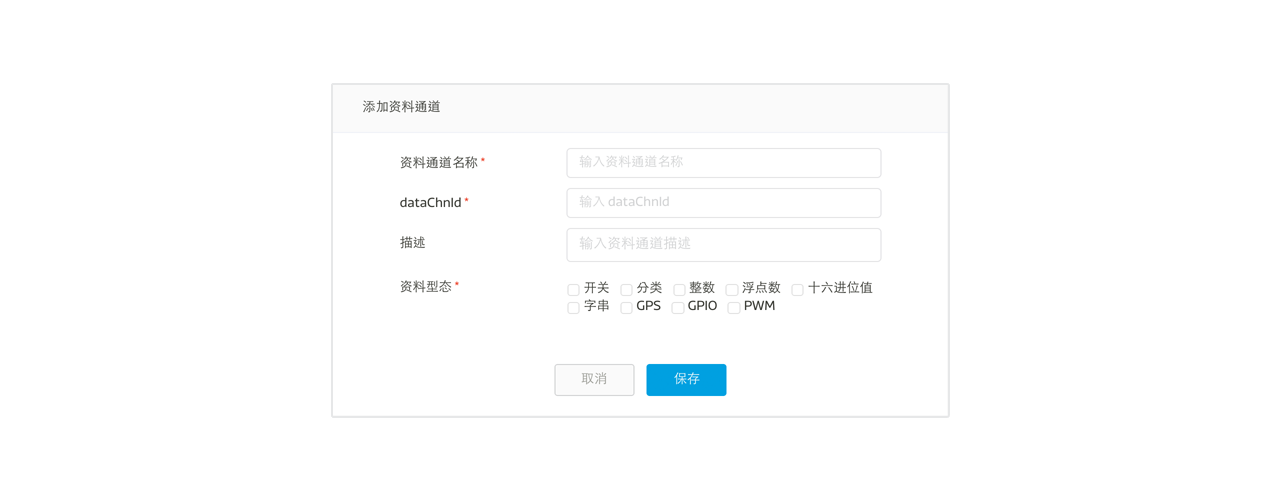 添加资料通道
资料通道名称 * 输入资料通道名称
dataChnId * 输入 dataChnId
描述 输入资料通道描述
资料型态 * 开关 分类 整数 浮点数 十六进位值
字串 GPS GPIO PWM
取消 保存